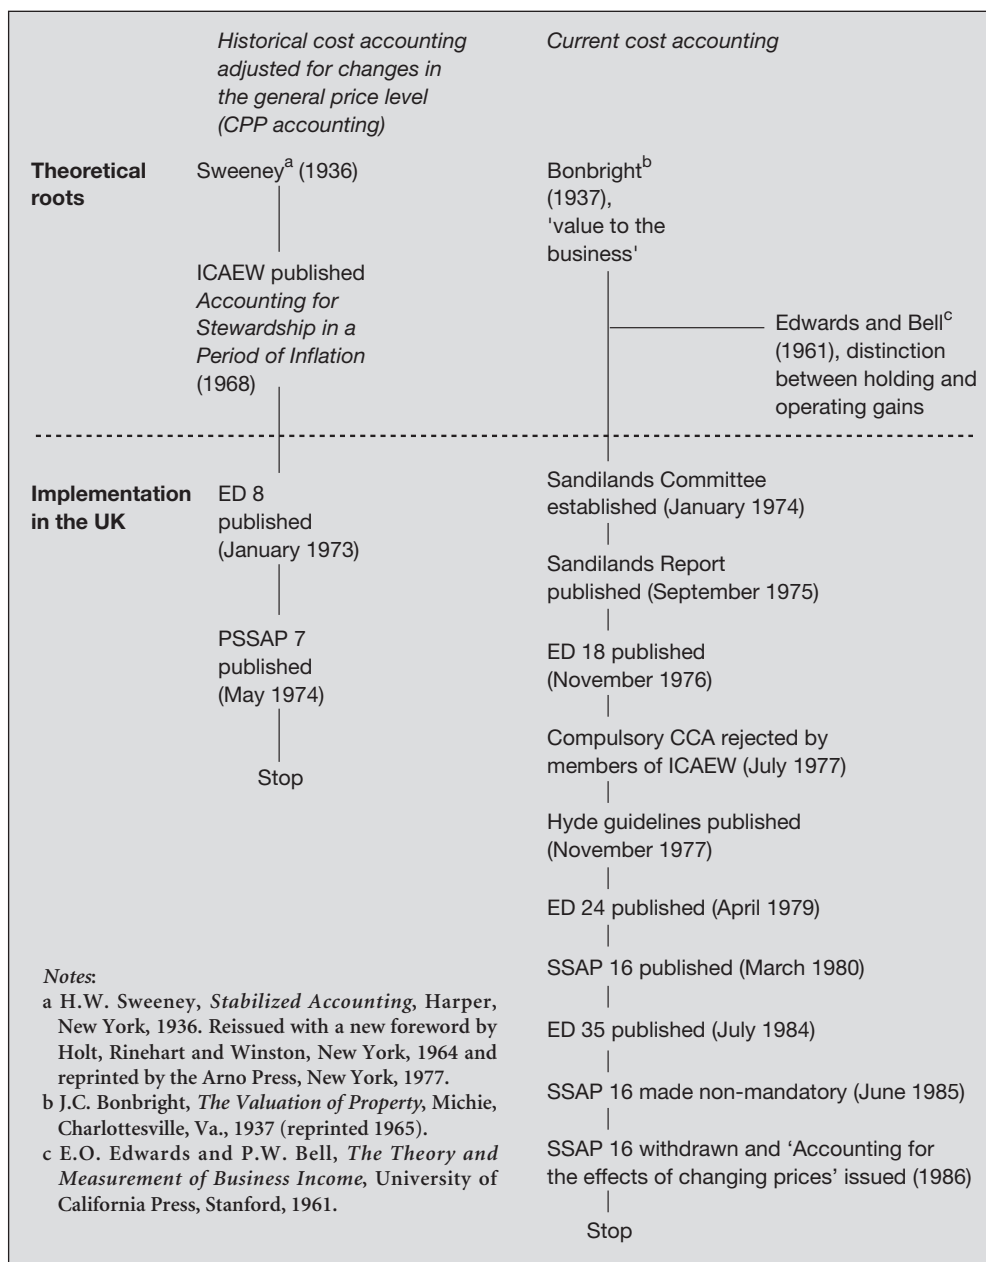 Historical cost accounting
adjusted for changes in
the general price level
(CPP accounting)
Current cost accounting
Theoretical
roots
Sweeneyᵃ (1936)
ICAEW published
Accounting for
Stewardship in a
Period of Inflation
(1968)
Bonbrightᵇ
(1937),
'value to the
business'
Edwards and Bellᶜ
(1961), distinction
between holding and
operating gains
Implementation
in the UK
ED 8
published
(January 1973)
PSSAP 7
published
(May 1974)
Stop
Sandilands Committee
established (January 1974)
Sandilands Report
published (September 1975)
ED 18 published
(November 1976)
Compulsory CCA rejected by
members of ICAEW (July 1977)
Hyde guidelines published
(November 1977)
ED 24 published (April 1979)
SSAP 16 published (March 1980)
ED 35 published (July 1984)
SSAP 16 made non-mandatory (June 1985)
SSAP 16 withdrawn and ‘Accounting for
the effects of changing prices’ issued (1986)
Stop
Notes:
a H.W. Sweeney, Stabilized Accounting, Harper,
New York, 1936. Reissued with a new foreword by
Holt, Rinehart and Winston, New York, 1964 and
reprinted by the Arno Press, New York, 1977.
b J.C. Bonbright, The Valuation of Property, Michie,
Charlottesville, Va., 1937 (reprinted 1965).
c E.O. Edwards and P.W. Bell, The Theory and
Measurement of Business Income, University of
California Press, Stanford, 1961.